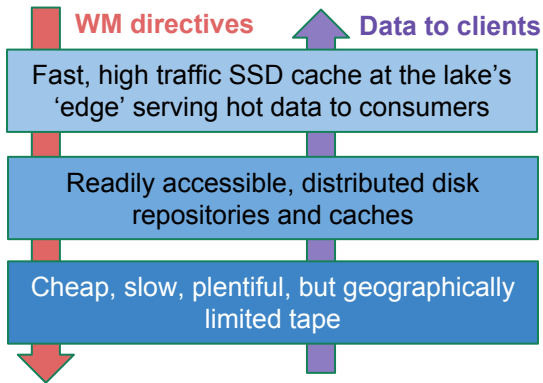 WM directives
Data to clients
Fast, high traffic SSD cache at the lake’s
‘edge’ serving hot data to consumers
Readily accessible, distributed disk
repositories and caches
Cheap, slow, plentiful, but geographically
limited tape